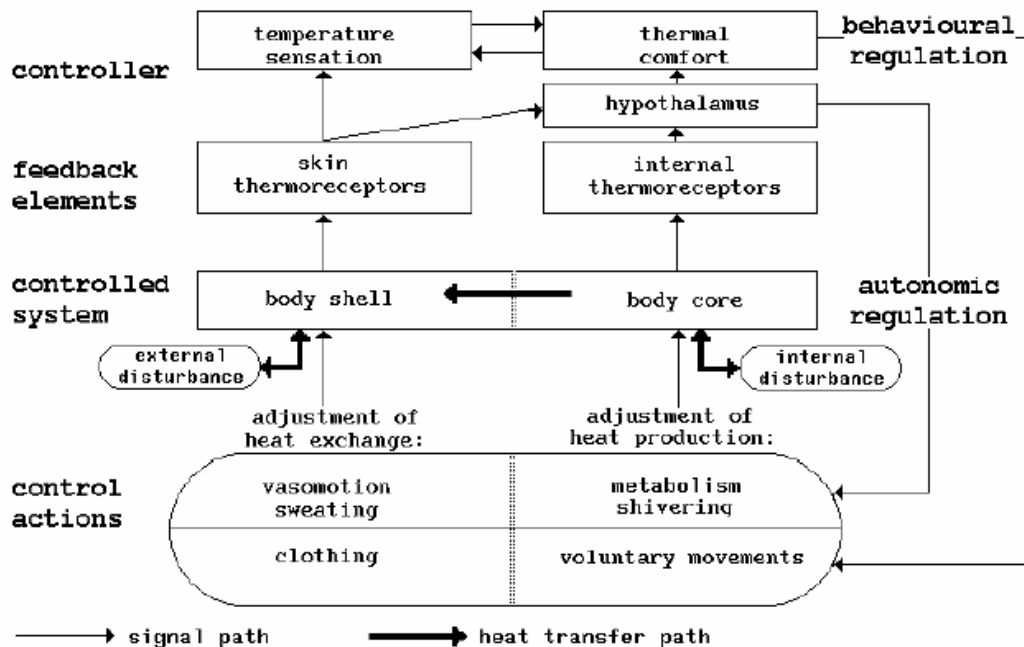 temperature
sensation
thermal
comfort
behavioural
regulation
controller
hypothalamus
feedback
elements
skin
thermoreceptors
internal
thermoreceptors
controlled
system
body shell
body core
autonomic
regulation
external
disturbance
internal
disturbance
adjustment of
heat exchange:
adjustment of
heat production:
control
actions
vasomotion
sweating
metabolism
shivering
clothing
voluntary movements
signal path
heat transfer path